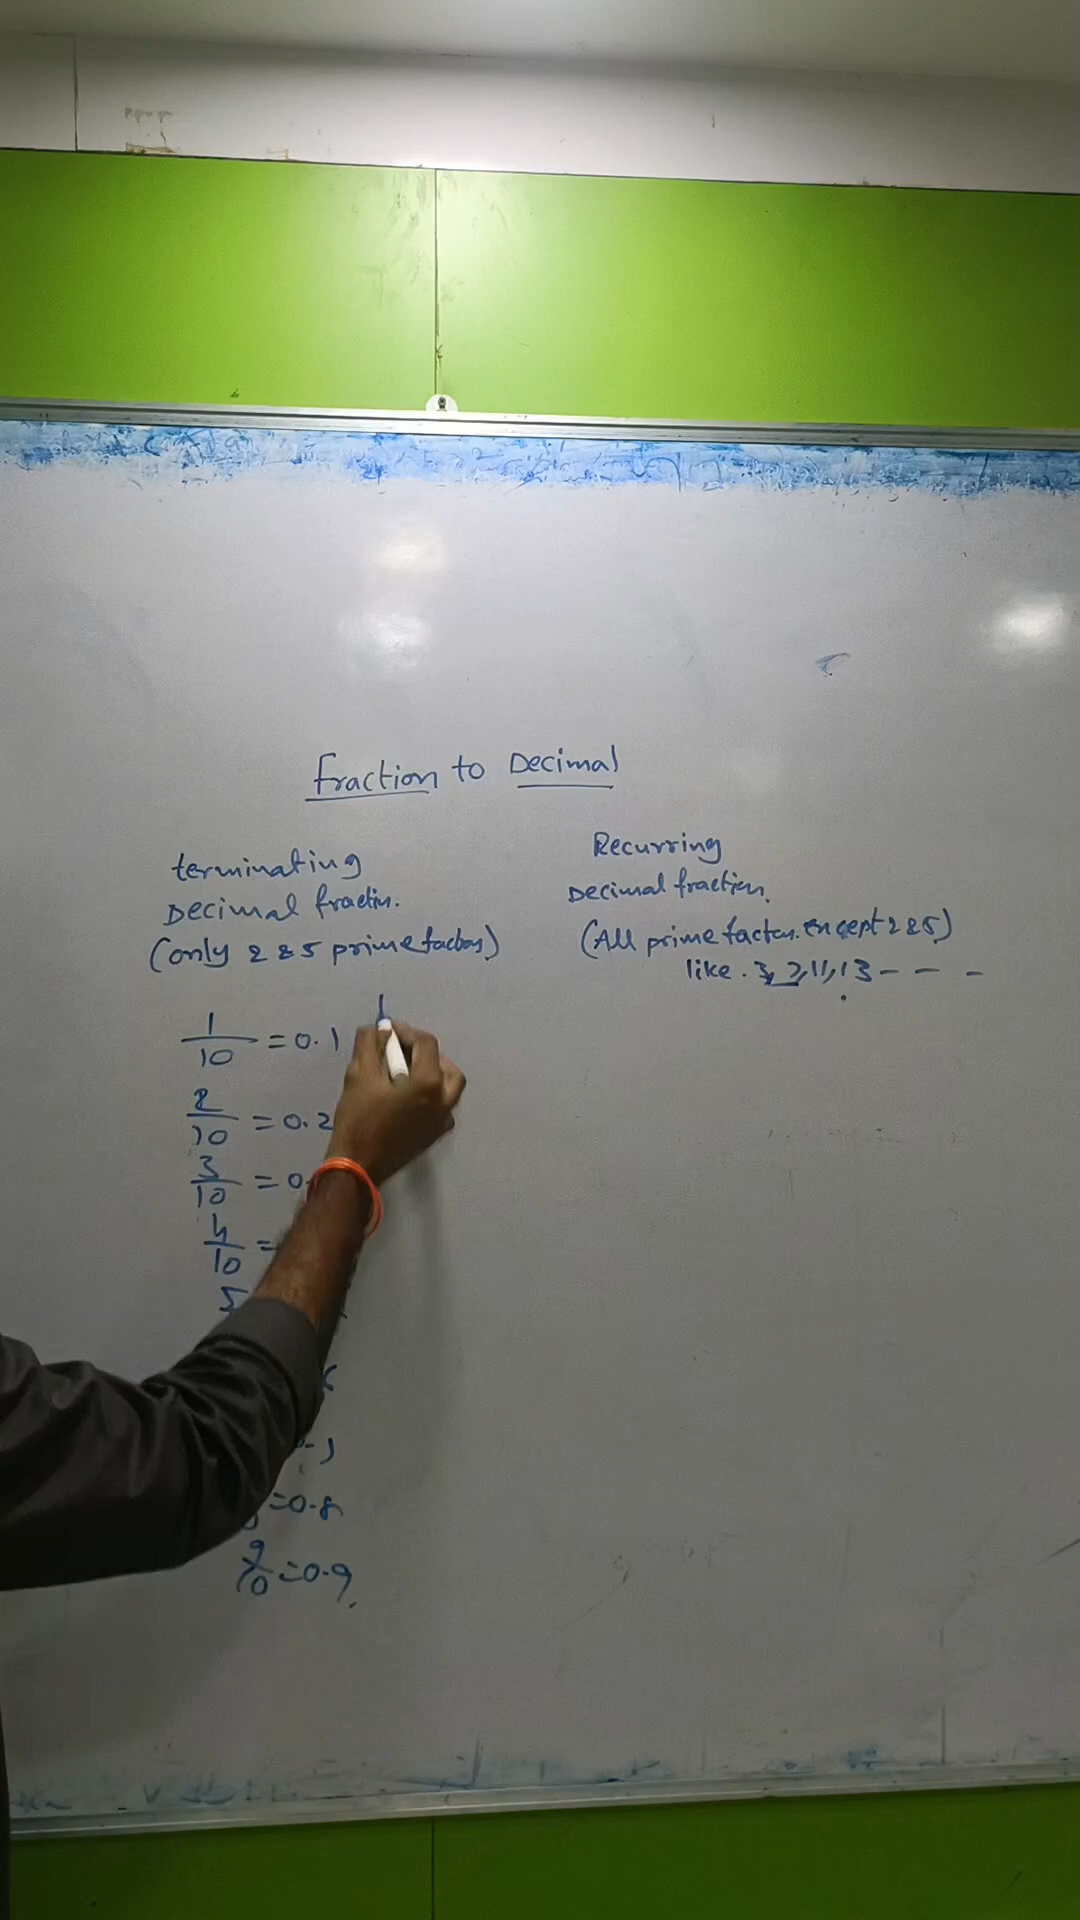 Fraction to Decimal
terminating
Decimal fractin.
(only 2 & 5 prime factors)
Recurring
Decimal fraction.
(All prime factors. Except 2 & 5)
like . 3, 7, 11, 13 - - -
1/10 = 0.1
2/10 = 0.2
3/10 = 0.
4/10 =
5
=0.8
9/10 = 0.9
1